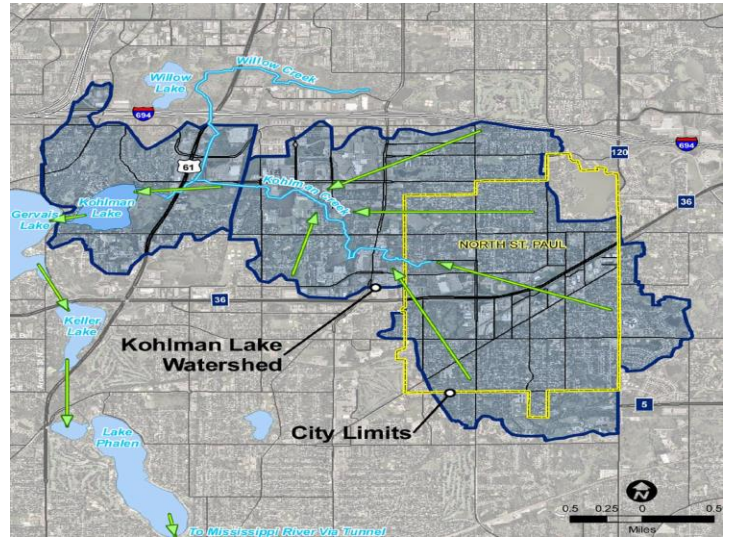 Willow Creek
Willow
Lake
694
120
694
61
Kohlman
Lake
Kohlman Creek
Gervais
Lake
36
NORTH ST. PAUL
36
Keller
Lake
Kohlman Lake
Watershed
5
City Limits
Lake
Phalen
N
0.5 0.25 0 0.5
Miles
To Mississippi River Via Tunnel